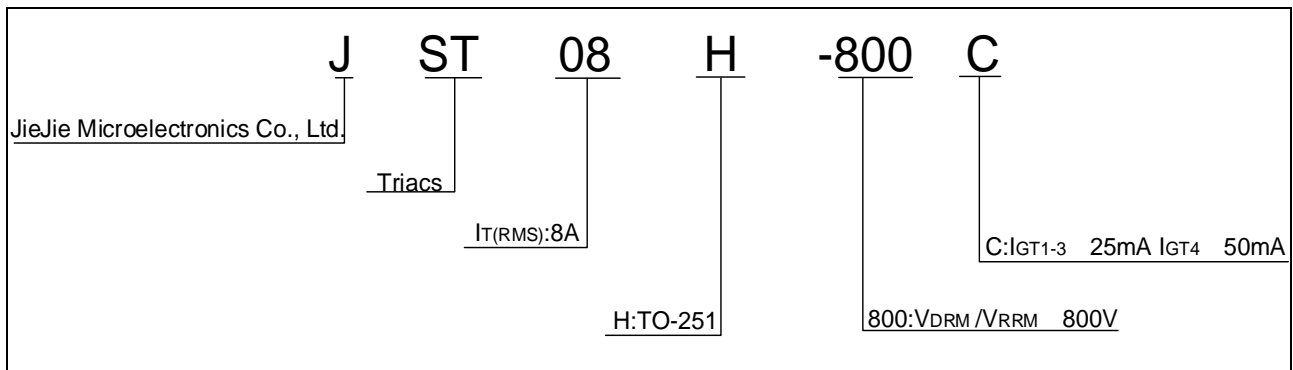 J ST 08 H -800 C
JieJie Microelectronics Co., Ltd.
Triacs
IT(RMS):8A
C:IGT1-3 25mA IGT4 50mA
H:TO-251
800:VDRM /VRRM 800V